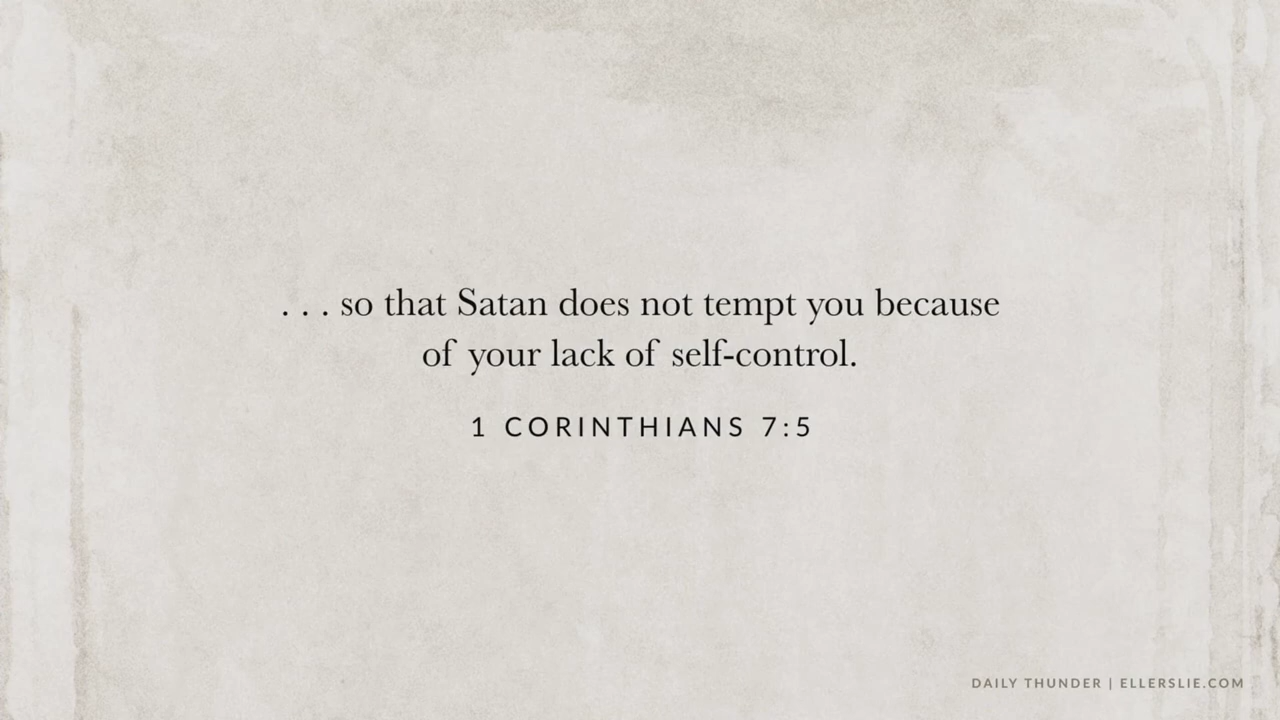 . . . so that Satan does not tempt you because
of your lack of self-control.
1 CORINTHIANS 7:5
DAILY THUNDER | ELLERSLIE.COM